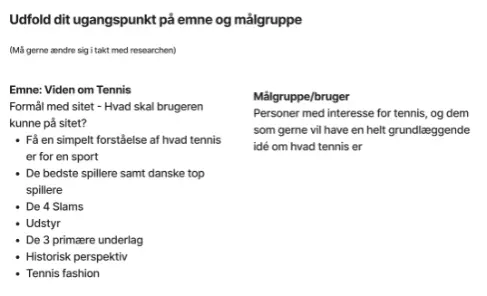 Udfold dit ugangspunkt på emne og målgruppe
(Må gerne ændre sig i takt med researchen)
Emne: Viden om Tennis
Formål med sitet - Hvad skal brugeren
kunne på sitet?
• Få en simpelt forståelse af hvad tennis
er for en sport
• De bedste spillere samt danske top
spillere
• De 4 Slams
• Udstyr
• De 3 primære underlag
• Historisk perspektiv
• Tennis fashion
Målgruppe/bruger
Personer med interesse for tennis, og dem
som gerne vil have en helt grundlæggende
idé om hvad tennis er